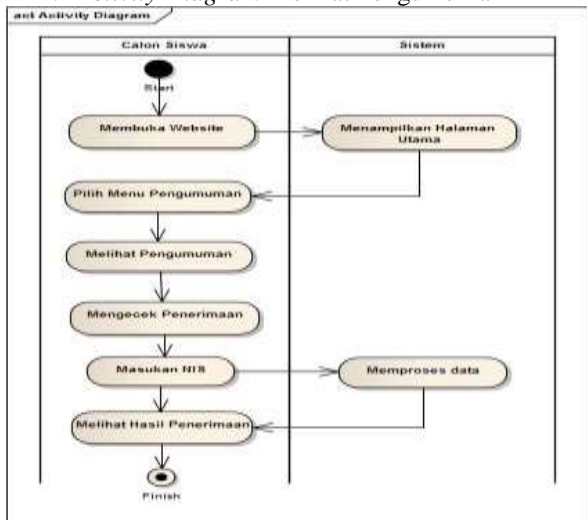 act Activity Diagram
Calon Siswa
Sistem
Start
Membuka Website
Menampilkan Halaman
Utama
Pilih Menu Pengumuman
Melihat Pengumuman
Mengecek Penerimaan
Masukan NIS
Memproses data
Melihat Hasil Penerimaan
Finish